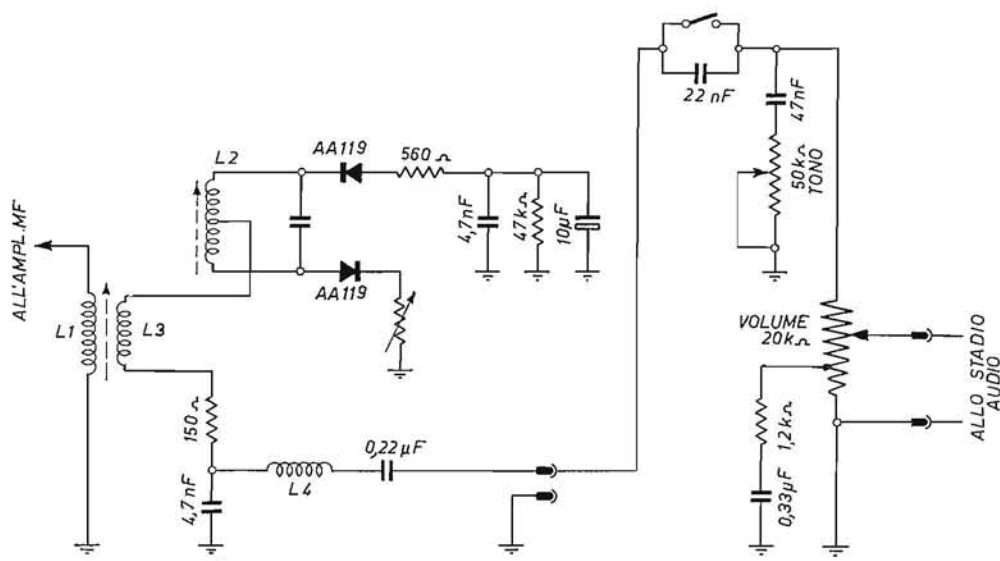 ALL'AMPL.MF
L1
L3
L2
AA119
AA119
560 Ω
4,7nF
47kΩ
10µF
150Ω
4,7nF
L4
0,22µF
22 nF
47nF
50kΩ
TONO
VOLUME
20kΩ
1,2kΩ
0,33µF
ALLO STADIO
AUDIO